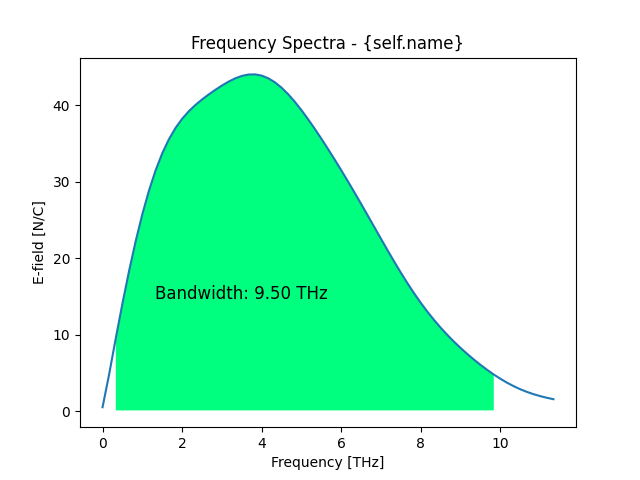 Frequency Spectra - {self.name}
E-field [N/C]
40
30
20
10
0
Bandwidth: 9.50 THz
0 2 4 6 8 10
Frequency [THz]